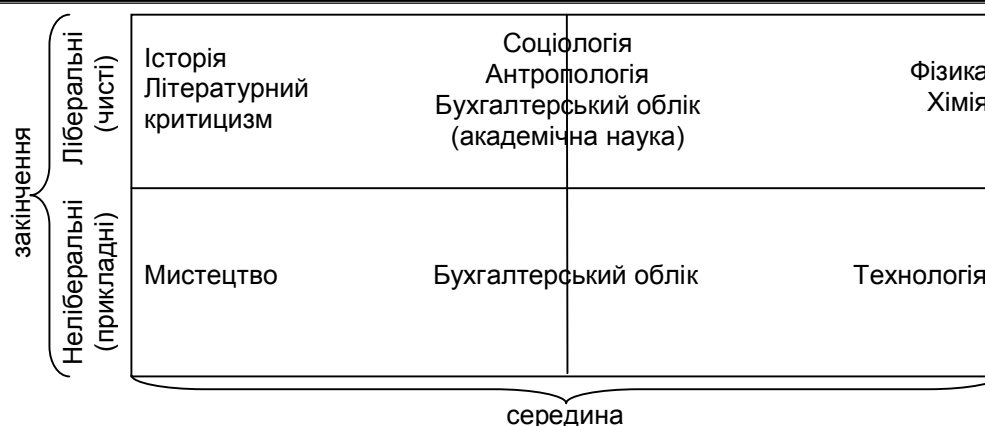 закінчення
Ліберальні
(чисті)
Історія
Літературний
критицизм
Соціологія
Антропологія
Бухгалтерський облік
(академічна наука)
Фізика
Хімія
Неліберальні
(прикладні)
Мистецтво
Бухгалтерський облік
Технологія
середина